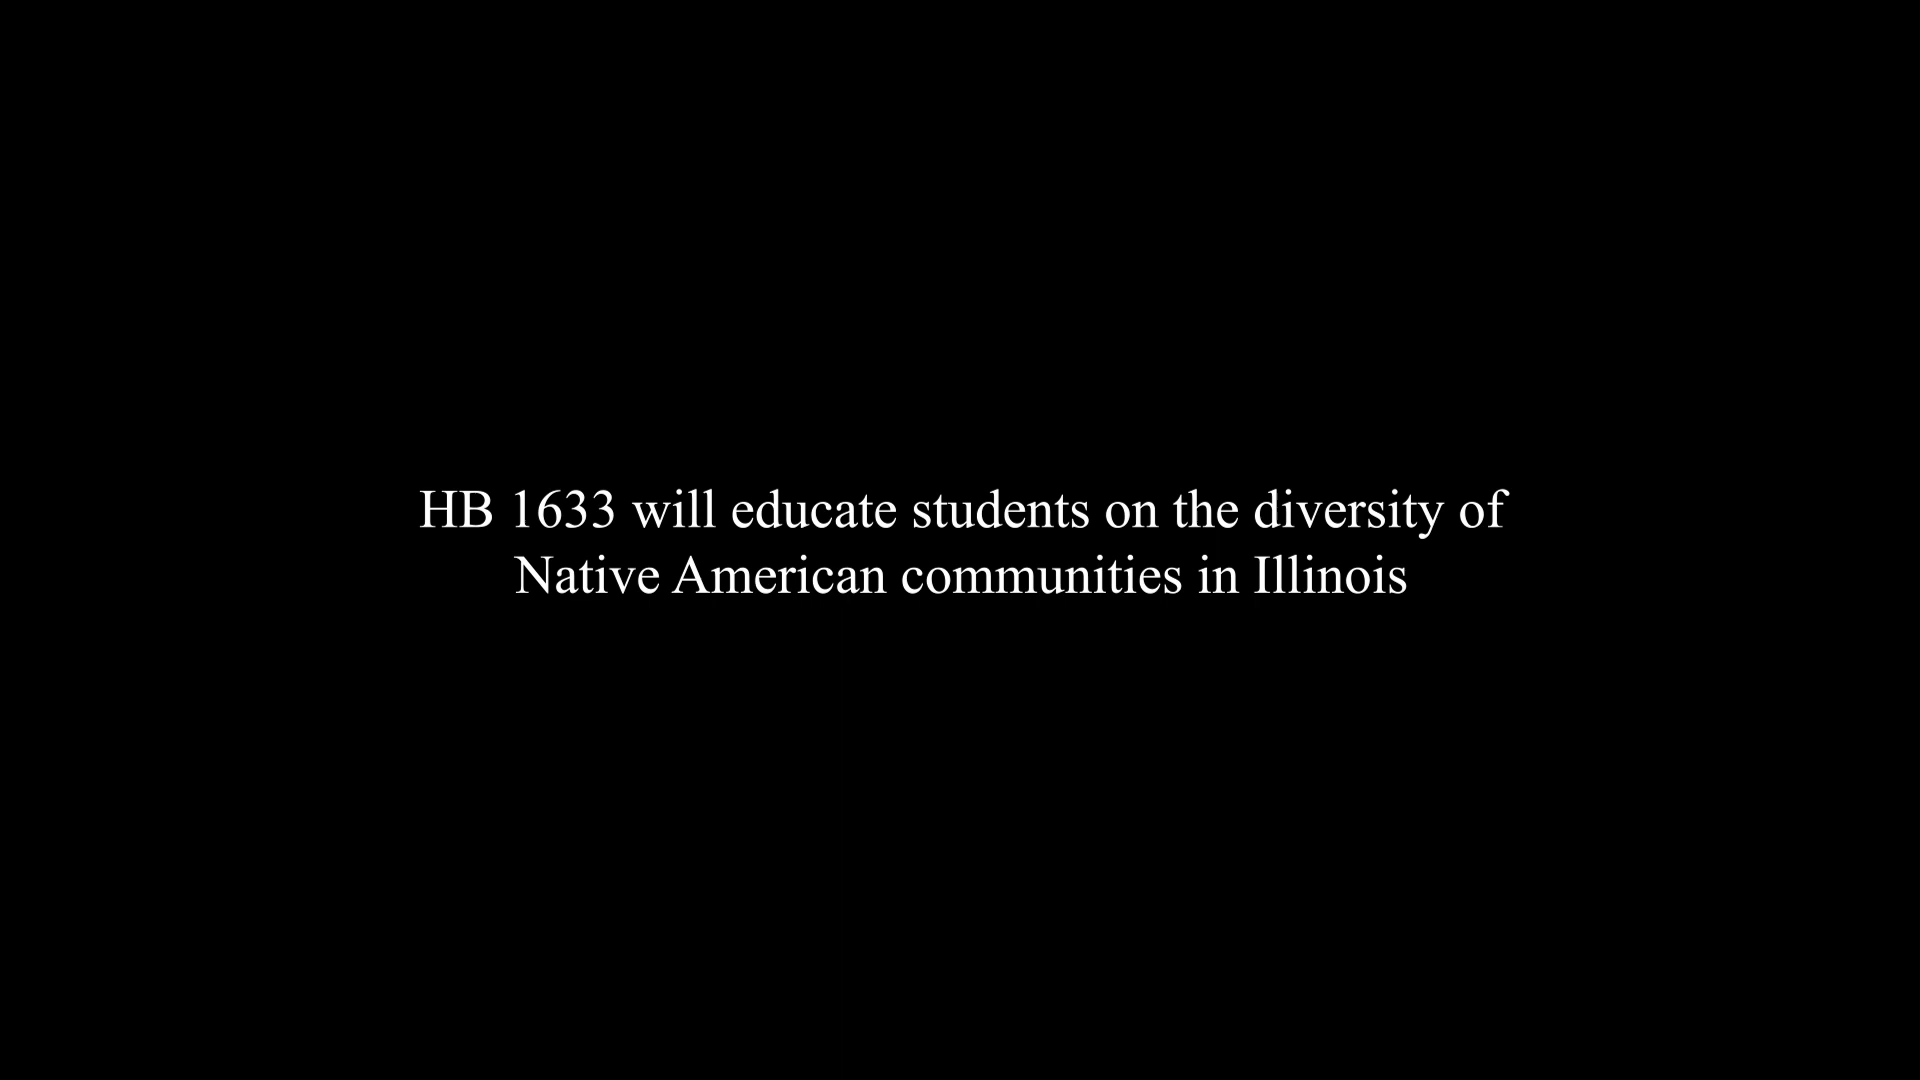 HB 1633 will educate students on the diversity of
Native American communities in Illinois